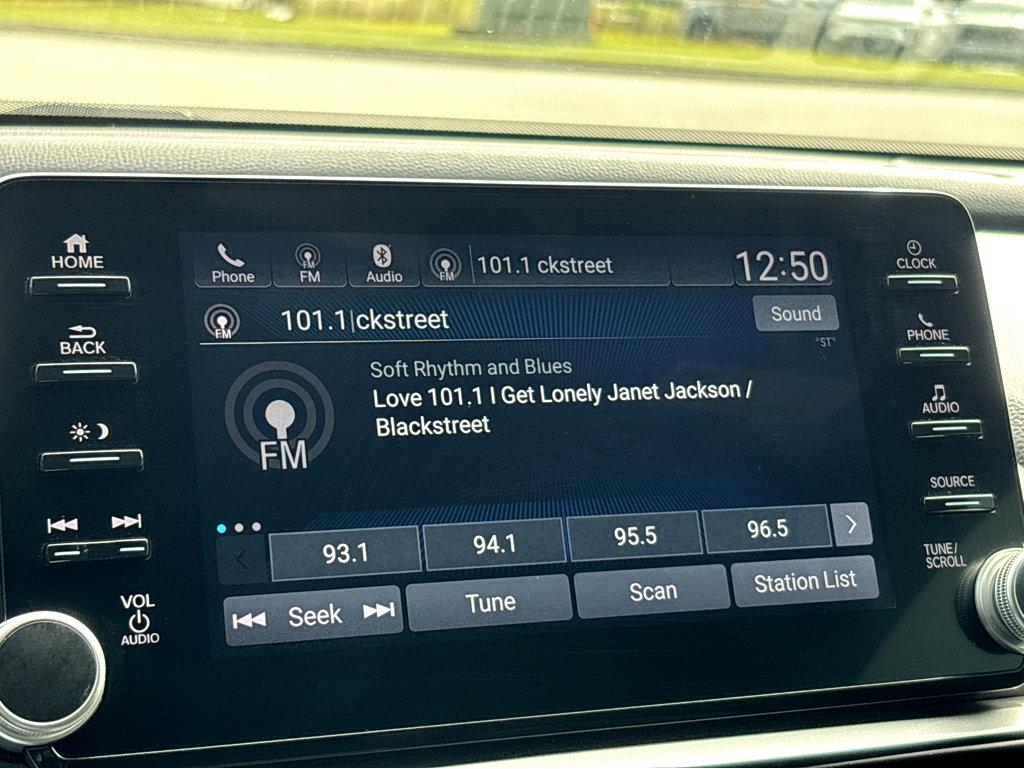 HOME
BACK
VOL
AUDIO
Phone
FM
FM
Audio
FM
101.1 ckstreet
12:50
FM
101.1 ckstreet
Sound
"ST"
Soft Rhythm and Blues
Love 101.1 I Get Lonely Janet Jackson /
Blackstreet
FM
93.1
94.1
95.5
96.5
Seek
Tune
Scan
Station List
CLOCK
PHONE
AUDIO
SOURCE
TUNE/
SCROLL